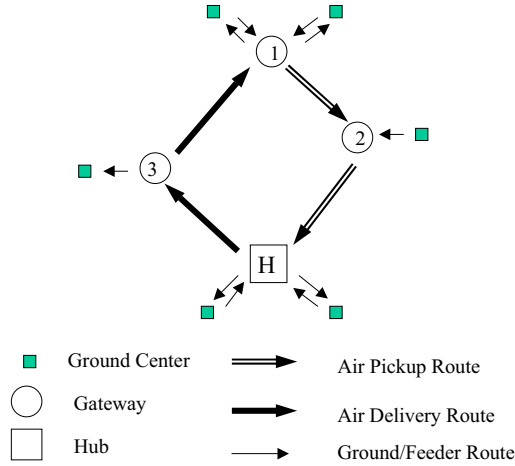 1
2
3
H
Ground Center
Air Pickup Route
Gateway
Air Delivery Route
Hub
Ground/Feeder Route